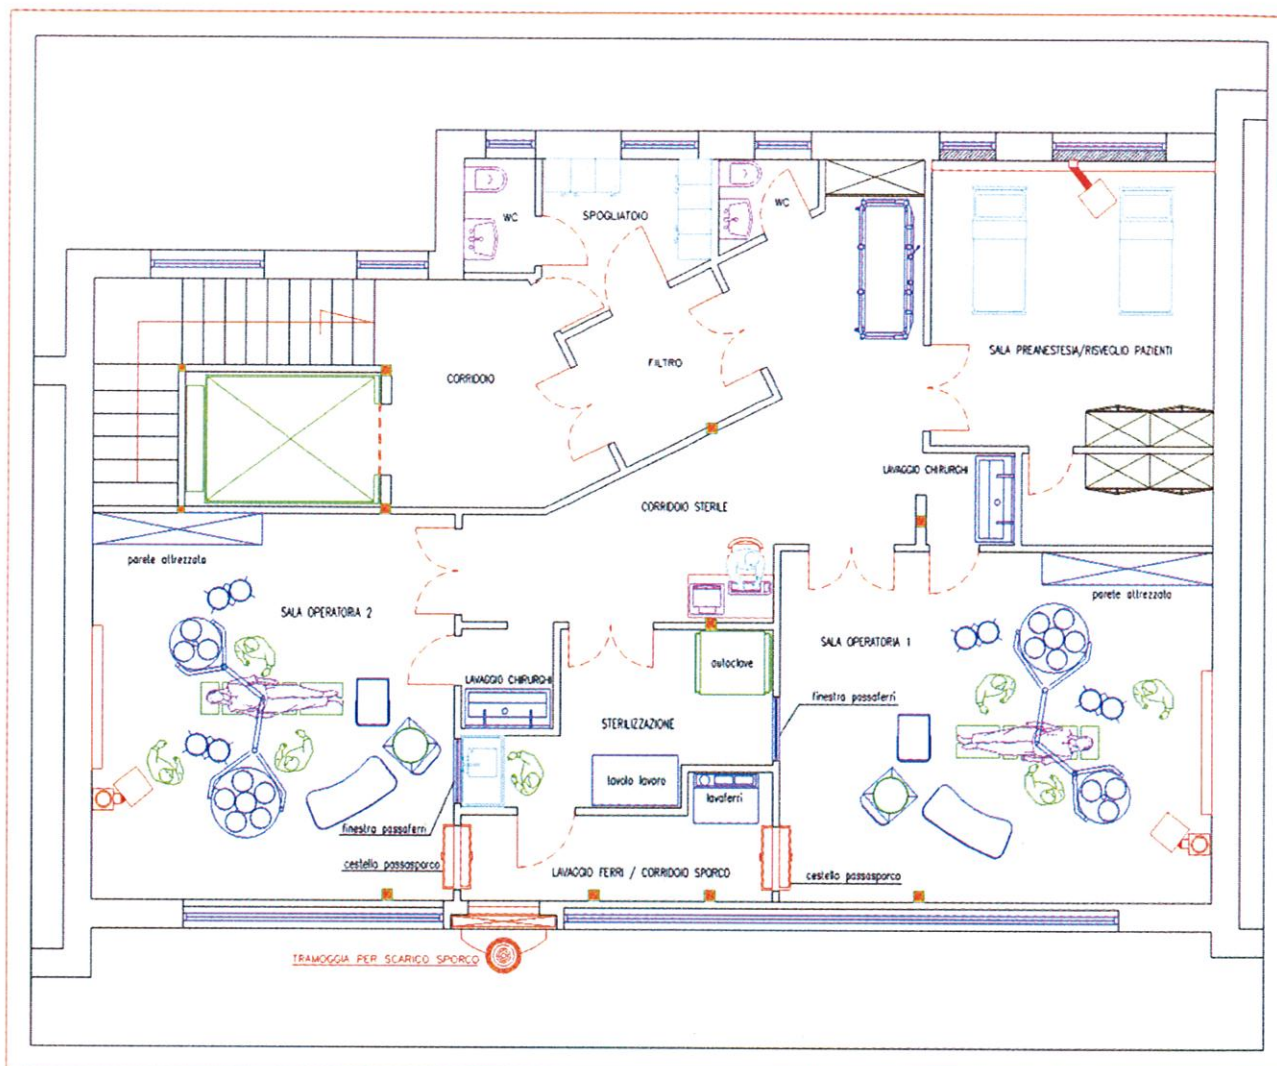 WC
SPOGLIATOIO
WC
CORRIDOIO
FILTRO
SALA PREANESTESIA/RISVEGLIO PAZIENTI
LAVAGGIO CHIRURGHI
CORRIDOIO STERILE
parete attrezzata
parete attrezzata
SALA OPERATORIA 2
SALA OPERATORIA 1
autoclave
LAVAGGIO CHIRURGHI
finestra passaferri
STERILIZZAZIONE
tavolo lavoro
lavaferri
finestra passaferri
cestello passasporco
LAVAGGIO FERRI / CORRIDOIO SPORCO
cestello passasporco
TRAMOGGIA PER SCARICO SPORCO